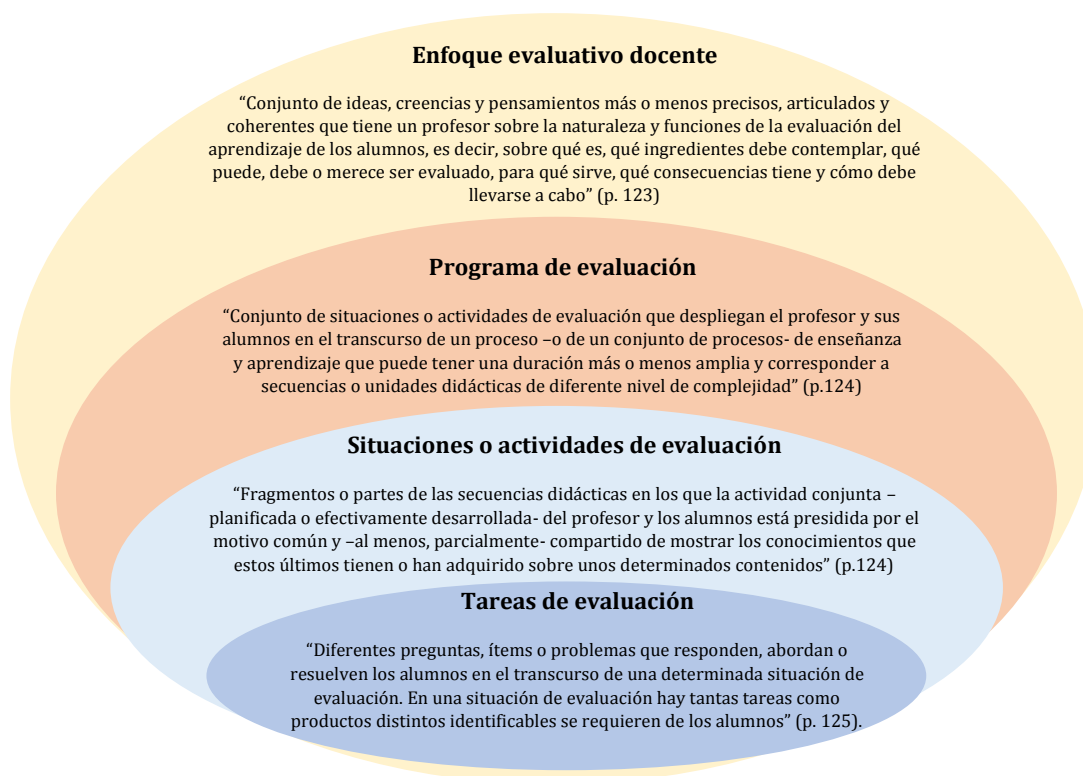 Enfoque evaluativo docente
“Conjunto de ideas, creencias y pensamientos más o menos precisos, articulados y
coherentes que tiene un profesor sobre la naturaleza y funciones de la evaluación del
aprendizaje de los alumnos, es decir, sobre qué es, qué ingredientes debe contemplar, qué
puede, debe o merece ser evaluado, para qué sirve, qué consecuencias tiene y cómo debe
llevarse a cabo” (p. 123)
Programa de evaluación
“Conjunto de situaciones o actividades de evaluación que despliegan el profesor y sus
alumnos en el transcurso de un proceso –o de un conjunto de procesos- de enseñanza
y aprendizaje que puede tener una duración más o menos amplia y corresponder a
secuencias o unidades didácticas de diferente nivel de complejidad” (p.124)
Situaciones o actividades de evaluación
“Fragmentos o partes de las secuencias didácticas en los que la actividad conjunta –
planificada o efectivamente desarrollada- del profesor y los alumnos está presidida por el
motivo común y –al menos, parcialmente- compartido de mostrar los conocimientos que
estos últimos tienen o han adquirido sobre unos determinados contenidos” (p.124)
Tareas de evaluación
“Diferentes preguntas, ítems o problemas que responden, abordan o
resuelven los alumnos en el transcurso de una determinada situación de
evaluación. En una situación de evaluación hay tantas tareas como
productos distintos identificables se requieren de los alumnos” (p. 125).